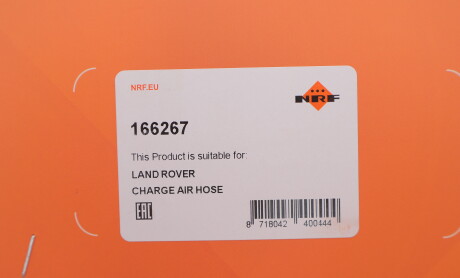 NRF.EU
NRF
166267
This Product is suitable for:
LAND ROVER
CHARGE AIR HOSE
EAC
8 718042 400444